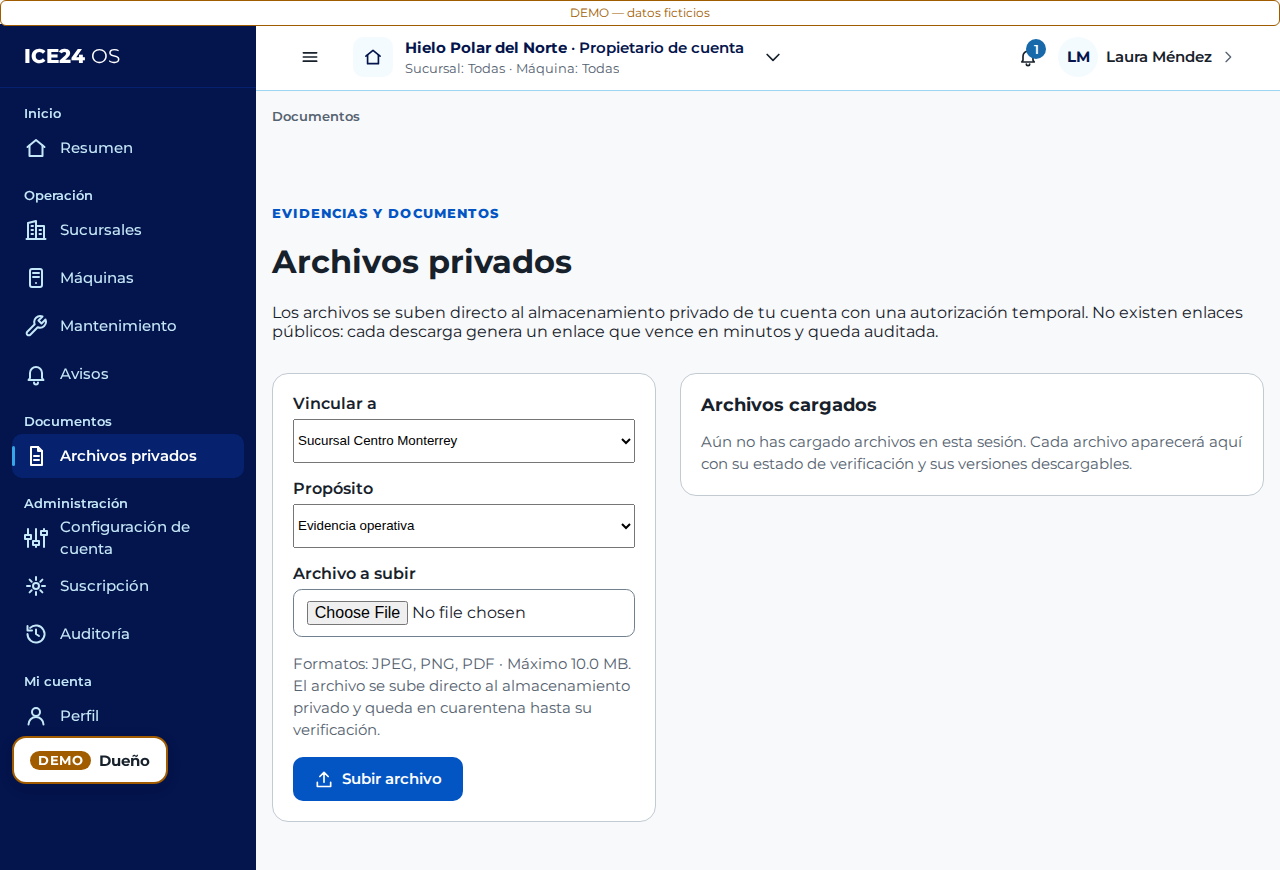 DEMO — datos ficticios
ICE24 OS
Inicio
Resumen
Operación
Sucursales
Máquinas
Mantenimiento
Avisos
Documentos
Archivos privados
Administración
Configuración de
cuenta
Suscripción
Auditoría
Mi cuenta
Perfil
DEMO Dueño
Hielo Polar del Norte · Propietario de cuenta
Sucursal: Todas · Máquina: Todas
1
LM Laura Méndez
Documentos
EVIDENCIAS Y DOCUMENTOS
Archivos privados
Los archivos se suben directo al almacenamiento privado de tu cuenta con una autorización temporal. No existen enlaces
públicos: cada descarga genera un enlace que vence en minutos y queda auditada.
Vincular a
Sucursal Centro Monterrey
Propósito
Evidencia operativa
Archivo a subir
Choose File No file chosen
Formatos: JPEG, PNG, PDF · Máximo 10.0 MB.
El archivo se sube directo al almacenamiento
privado y queda en cuarentena hasta su
verificación.
Subir archivo
Archivos cargados
Aún no has cargado archivos en esta sesión. Cada archivo aparecerá aquí
con su estado de verificación y sus versiones descargables.